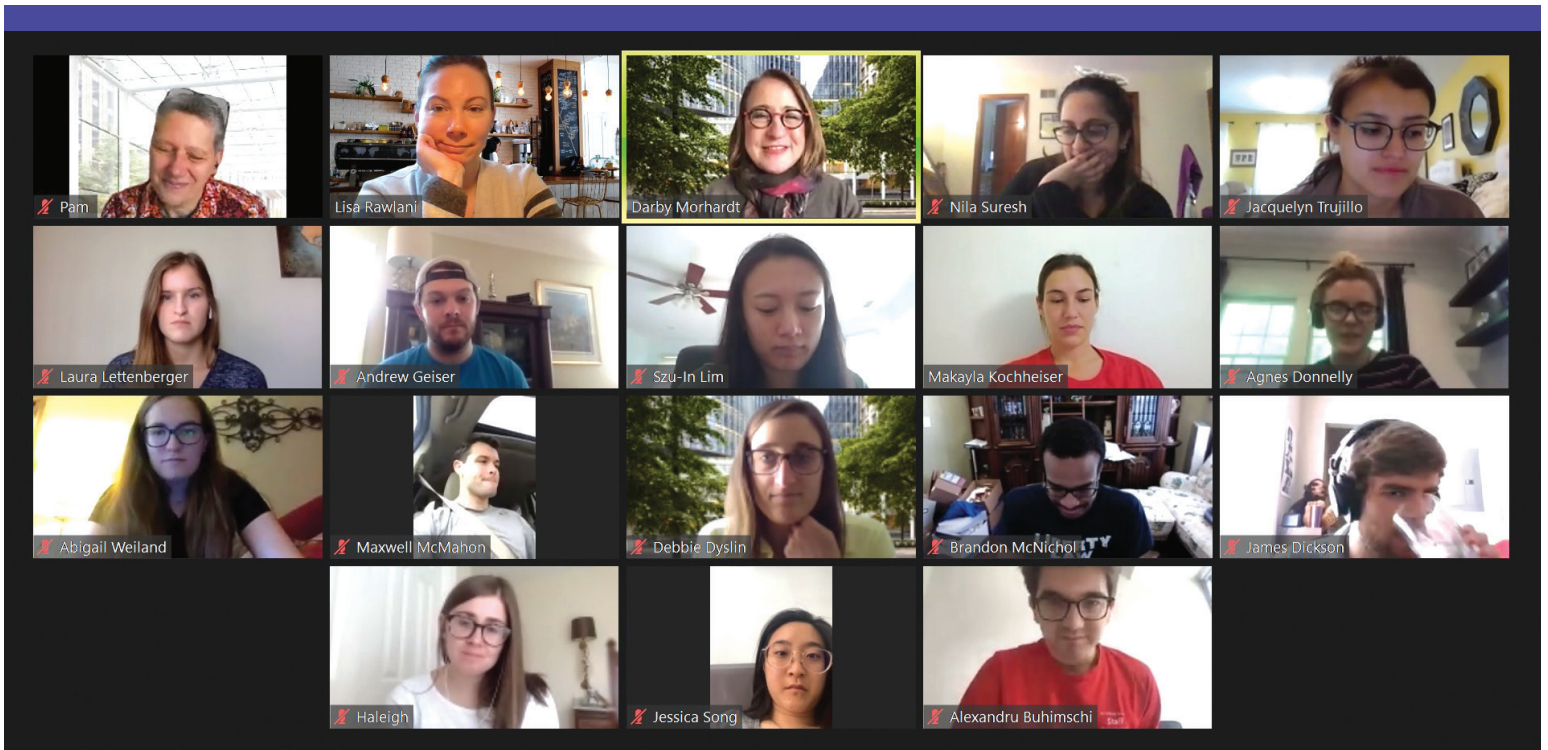 Pam
Lisa Rawlani
Darby Morhardt
Nila Suresh
Jacquelyn Trujillo
Laura Lettenberger
Andrew Geiser
Szu-In Lim
Makayla Kochheiser
Agnes Donnelly
Abigail Weiland
Maxwell McMahon
Debbie Dyslin
Brandon McNichol
James Dickson
Haleigh
Jessica Song
Alexandru Buhimschi
Staff